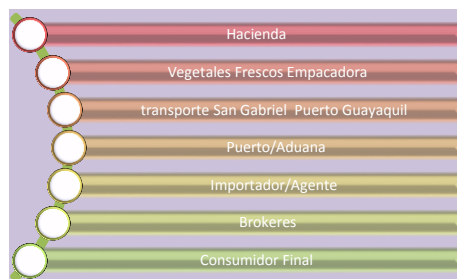 Hacienda
Vegetales Frescos Empacadora
transporte San Gabriel Puerto Guayaquil
Puerto/Aduana
Importador/Agente
Brokeres
Consumidor Final